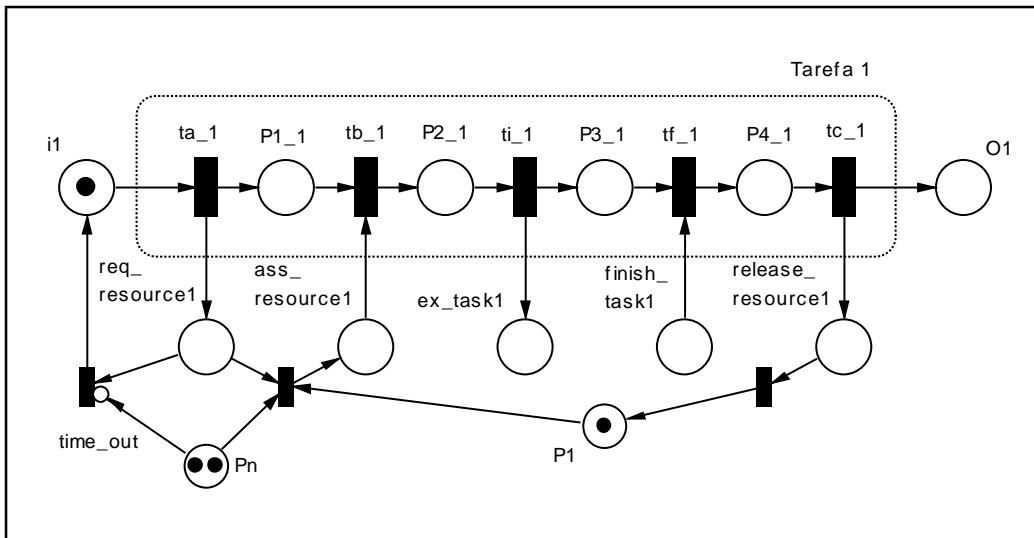 Tarefa 1
i1
ta_1
P1_1
tb_1
P2_1
ti_1
P3_1
tf_1
P4_1
tc_1
O1
req_
resource1
ass_
resource1
ex_task1
finish_
task1
release_
resource1
time_out
Pn
P1